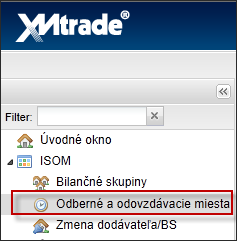 XMtrade®
Filter:
Úvodné okno
ISOM
Bilančné skupiny
Odberné a odovzdávacie miesta
Zmena dodávateľa/BS